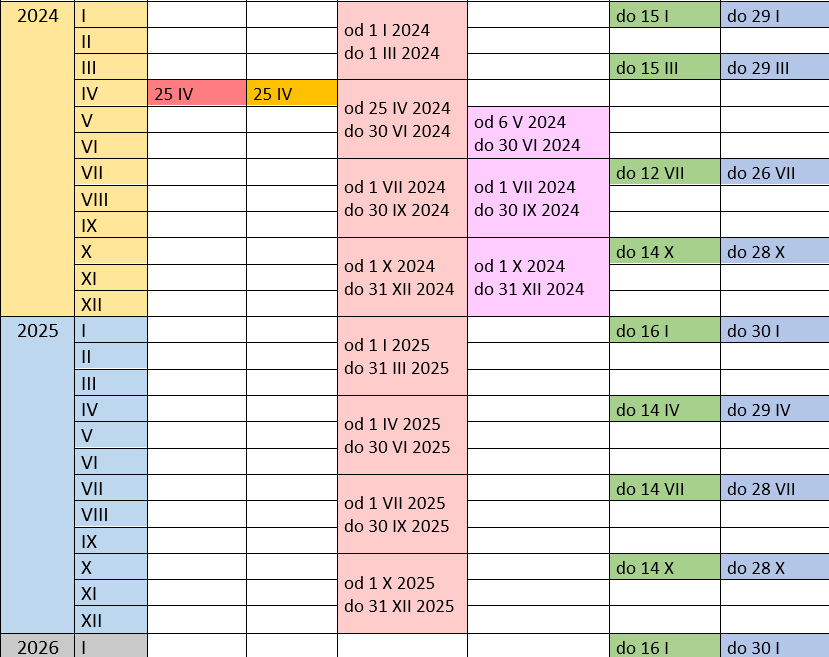 2024 I do 15 I do 29 I
od 1 I 2024
do 1 III 2024
II
III do 15 III do 29 III
IV 25 IV 25 IV
od 25 IV 2024
do 30 VI 2024
V
od 6 V 2024
do 30 VI 2024
VI
VII do 12 VII do 26 VII
od 1 VII 2024
do 30 IX 2024
od 1 VII 2024
do 30 IX 2024
VIII
IX
X do 14 X do 28 X
od 1 X 2024
do 31 XII 2024
od 1 X 2024
do 31 XII 2024
XI
XII
2025 I do 16 I do 30 I
od 1 I 2025
do 31 III 2025
II
III
IV do 14 IV do 29 IV
od 1 IV 2025
do 30 VI 2025
V
VI
VII do 14 VII do 28 VII
od 1 VII 2025
do 30 IX 2025
VIII
IX
X do 14 X do 28 X
od 1 X 2025
do 31 XII 2025
XI
XII
2026 I do 16 I do 30 I